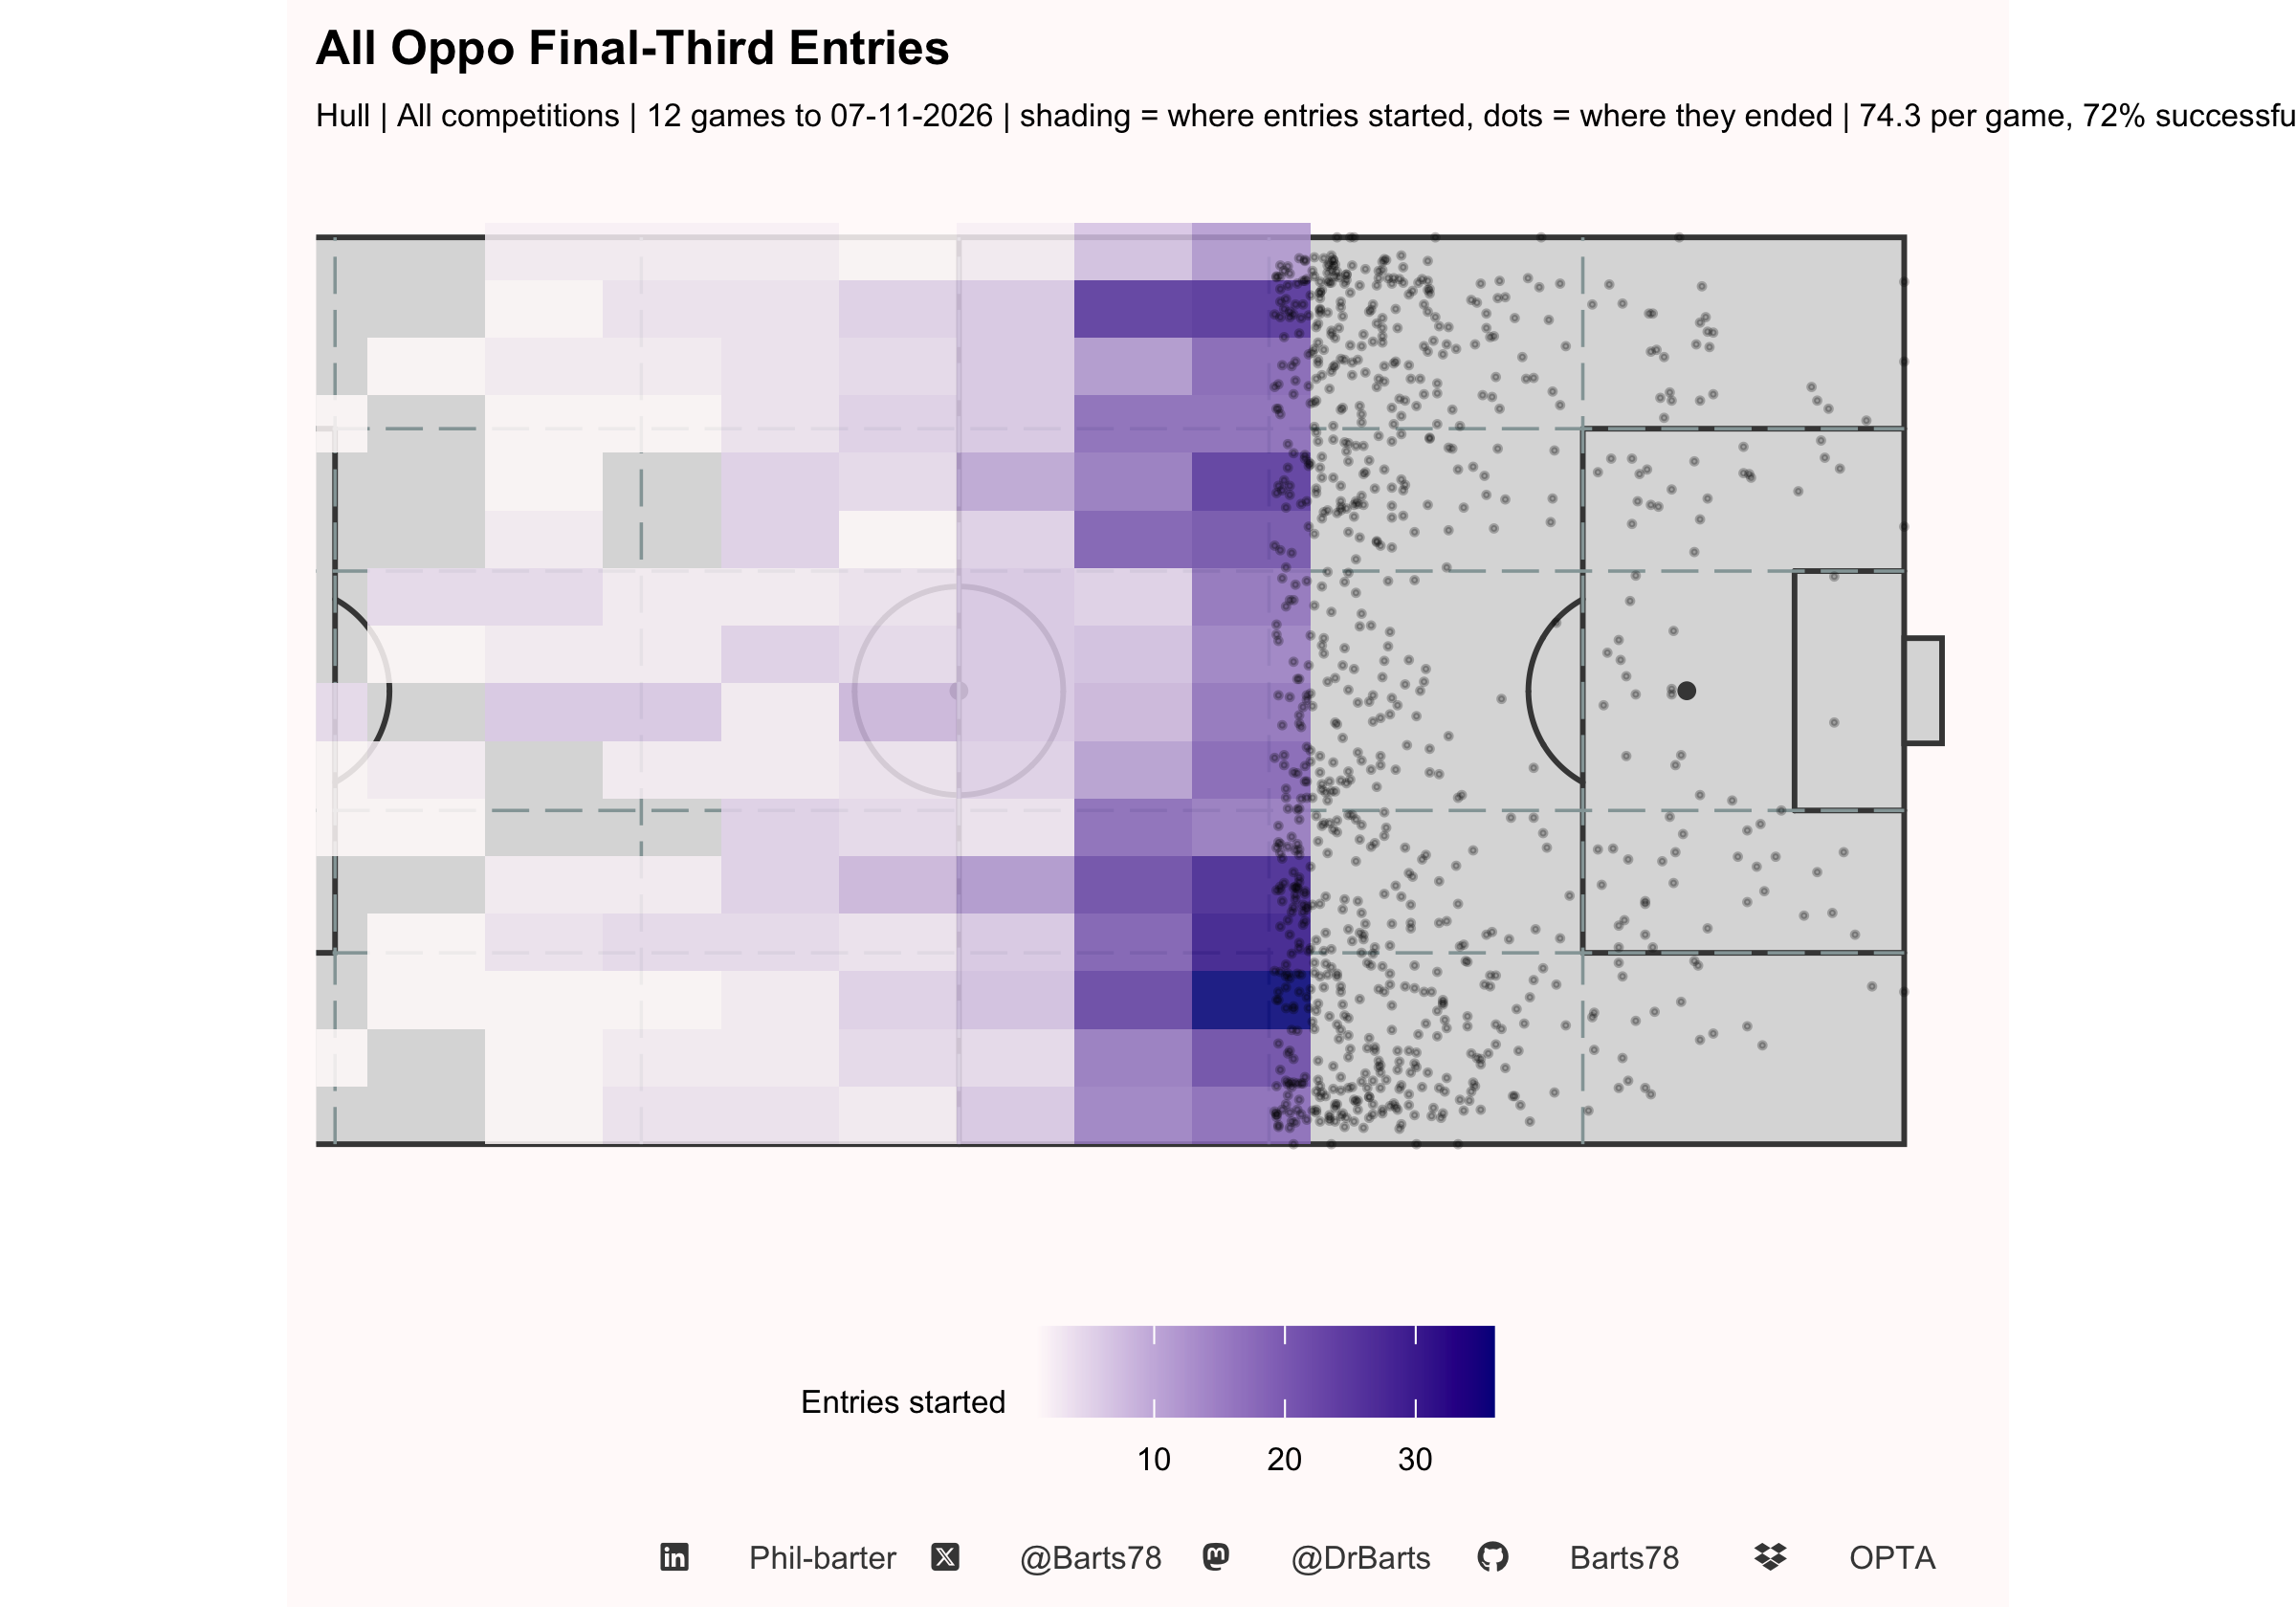 All Oppo Final-Third Entries
Hull | All competitions | 12 games to 07-11-2026 | shading = where entries started, dots = where they ended | 74.3 per game, 72% successfu
Entries started
10 20 30
Phil-barter @Barts78 @DrBarts Barts78 OPTA